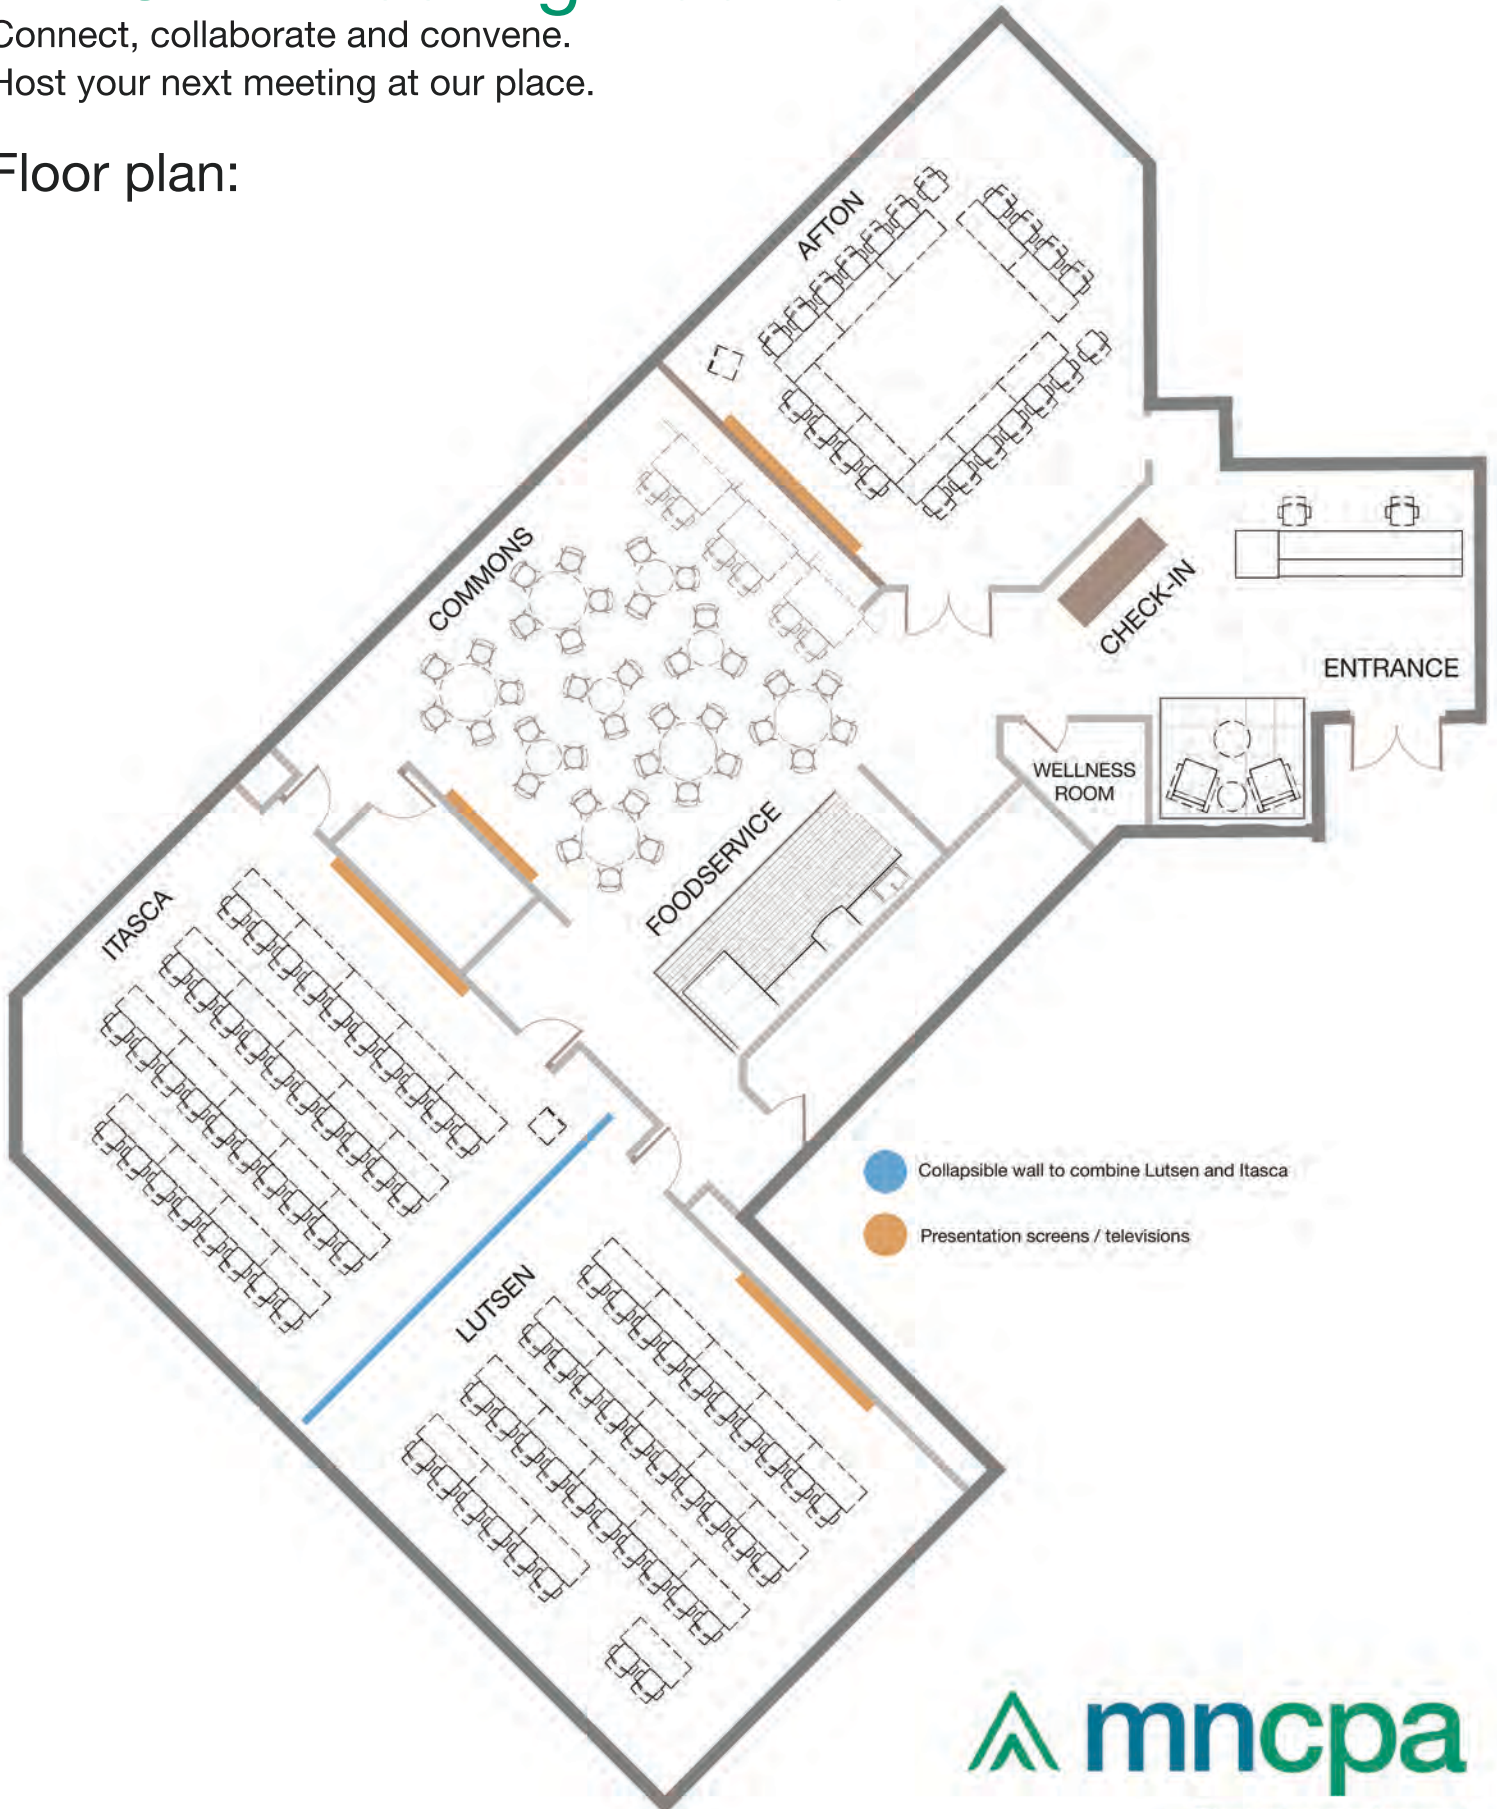 Connect, collaborate and convene.
Host your next meeting at our place.
Floor plan:
AFTON
COMMONS
CHECK-IN
ENTRANCE
WELLNESS
ROOM
FOODSERVICE
ITASCA
LUTSEN
Collapsible wall to combine Lutsen and Itasca
Presentation screens / televisions
mncpa